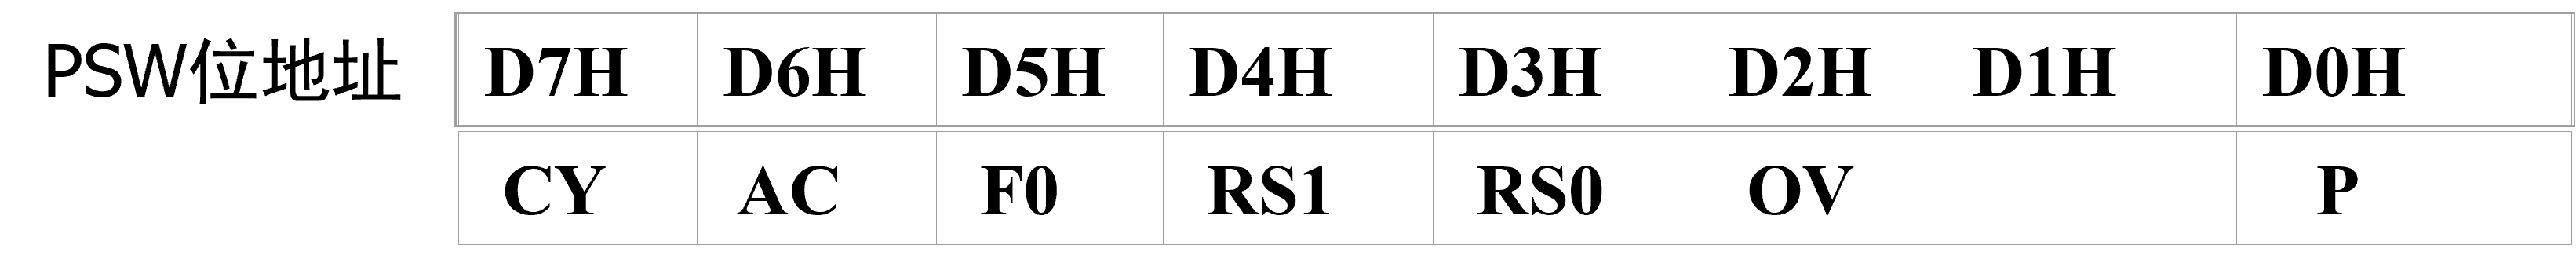 PSW位地址 D7H D6H D5H D4H D3H D2H D1H D0H
CY AC F0 RS1 RS0 OV P